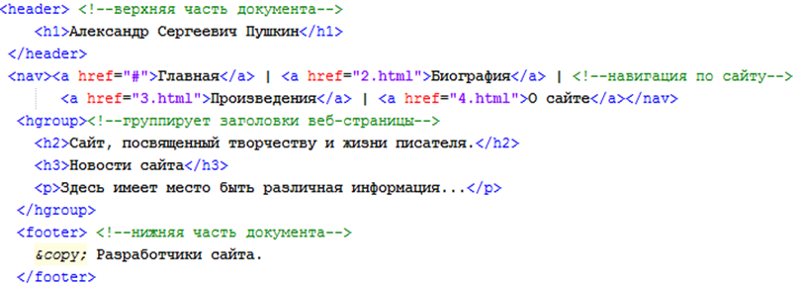 <header> <!--верхняя часть документа-->
<h1>Александр Сергеевич Пушкин</h1>
</header>
<nav><a href="#">Главная</a> | <a href="2.html">Биография</a> | <!--навигация по сайту-->
<a href="3.html">Произведения</a> | <a href="4.html">О сайте</a></nav>
<hgroup><!--группирует заголовки веб-страницы-->
<h2>Сайт, посвященный творчеству и жизни писателя.</h2>
<h3>Новости сайта</h3>
<p>Здесь имеет место быть различная информация...</p>
</hgroup>
<footer> <!--нижняя часть документа-->
&copy; Разработчики сайта.
</footer>